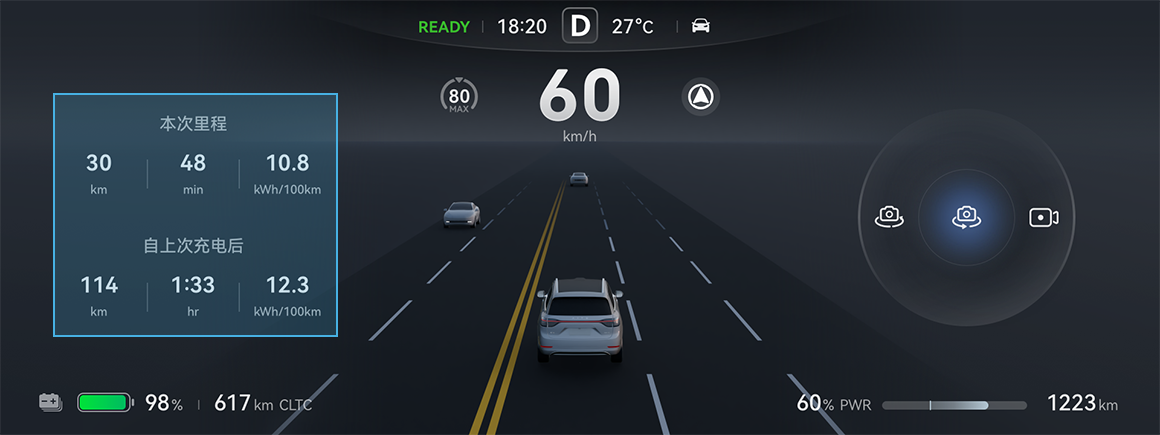 READY 18:20 D 27°C
80
MAX
60
km/h
本次里程
30 48 10.8
km min kWh/100km
自上次充电后
114 1:33 12.3
km hr kWh/100km
98% 617 km CLTC
60% PWR 1223 km